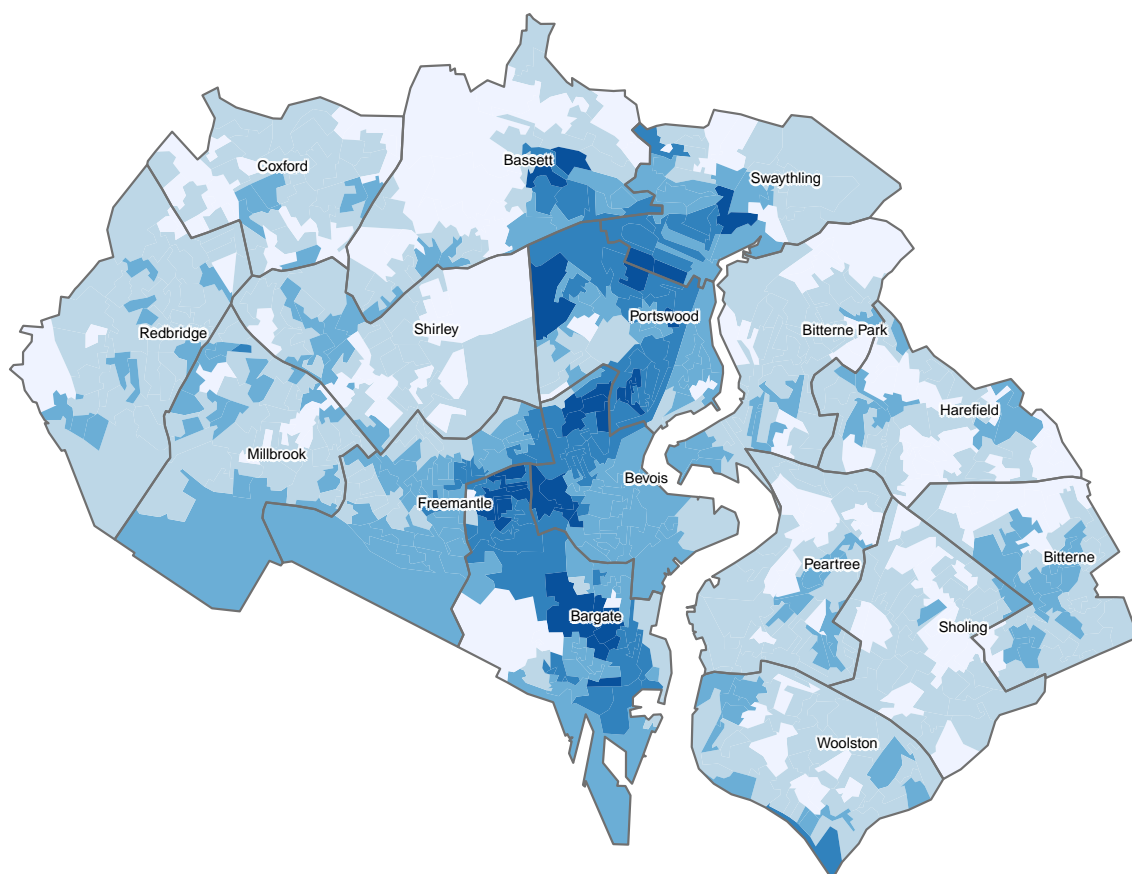 Coxford
Bassett
Swaythling
Redbridge
Shirley
Portswood
Bitterne Park
Harefield
Millbrook
Bevois
Freemantle
Bitterne
Peartree
Bargate
Sholing
Woolston